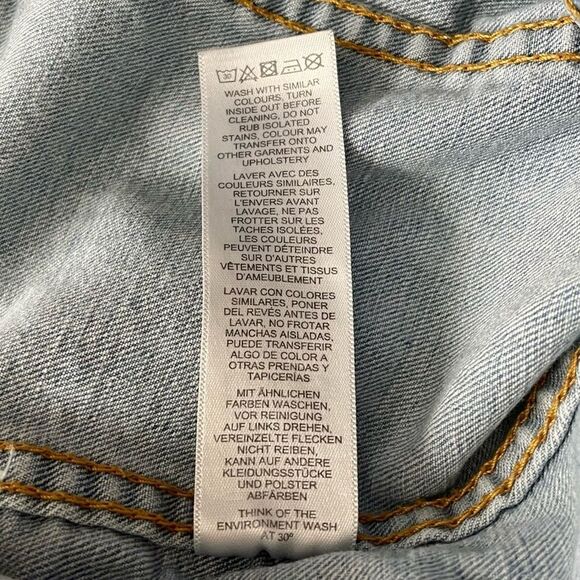 30
WASH WITH SIMILAR
COLOURS, TURN
INSIDE OUT BEFORE
CLEANING, DO NOT
RUB ISOLATED
STAINS, COLOUR MAY
TRANSFER ONTO
OTHER GARMENTS AND
UPHOLSTERY
LAVER AVEC DES
COULEURS SIMILAIRES,
RETOURNER SUR
L'ENVERS AVANT
LAVAGE, NE PAS
FROTTER SUR LES
TACHES ISOLÉES,
LES COULEURS
PEUVENT DÉTEINDRE
SUR D'AUTRES
VÊTEMENTS ET TISSUS
D'AMEUBLEMENT
LAVAR CON COLORES
SIMILARES, PONER
DEL REVÉS ANTES DE
LAVAR, NO FROTAR
MANCHAS AISLADAS,
PUEDE TRANSFERIR
ALGO DE COLOR A
OTRAS PRENDAS Y
TAPICERÍAS
MIT ÄHNLICHEN
FARBEN WASCHEN,
VOR REINIGUNG
AUF LINKS DREHEN,
VEREINZELTE FLECKEN
NICHT REIBEN,
KANN AUF ANDERE
KLEIDUNGSSTÜCKE
UND POLSTER
ABFÄRBEN
THINK OF THE
ENVIRONMENT WASH
AT 30°